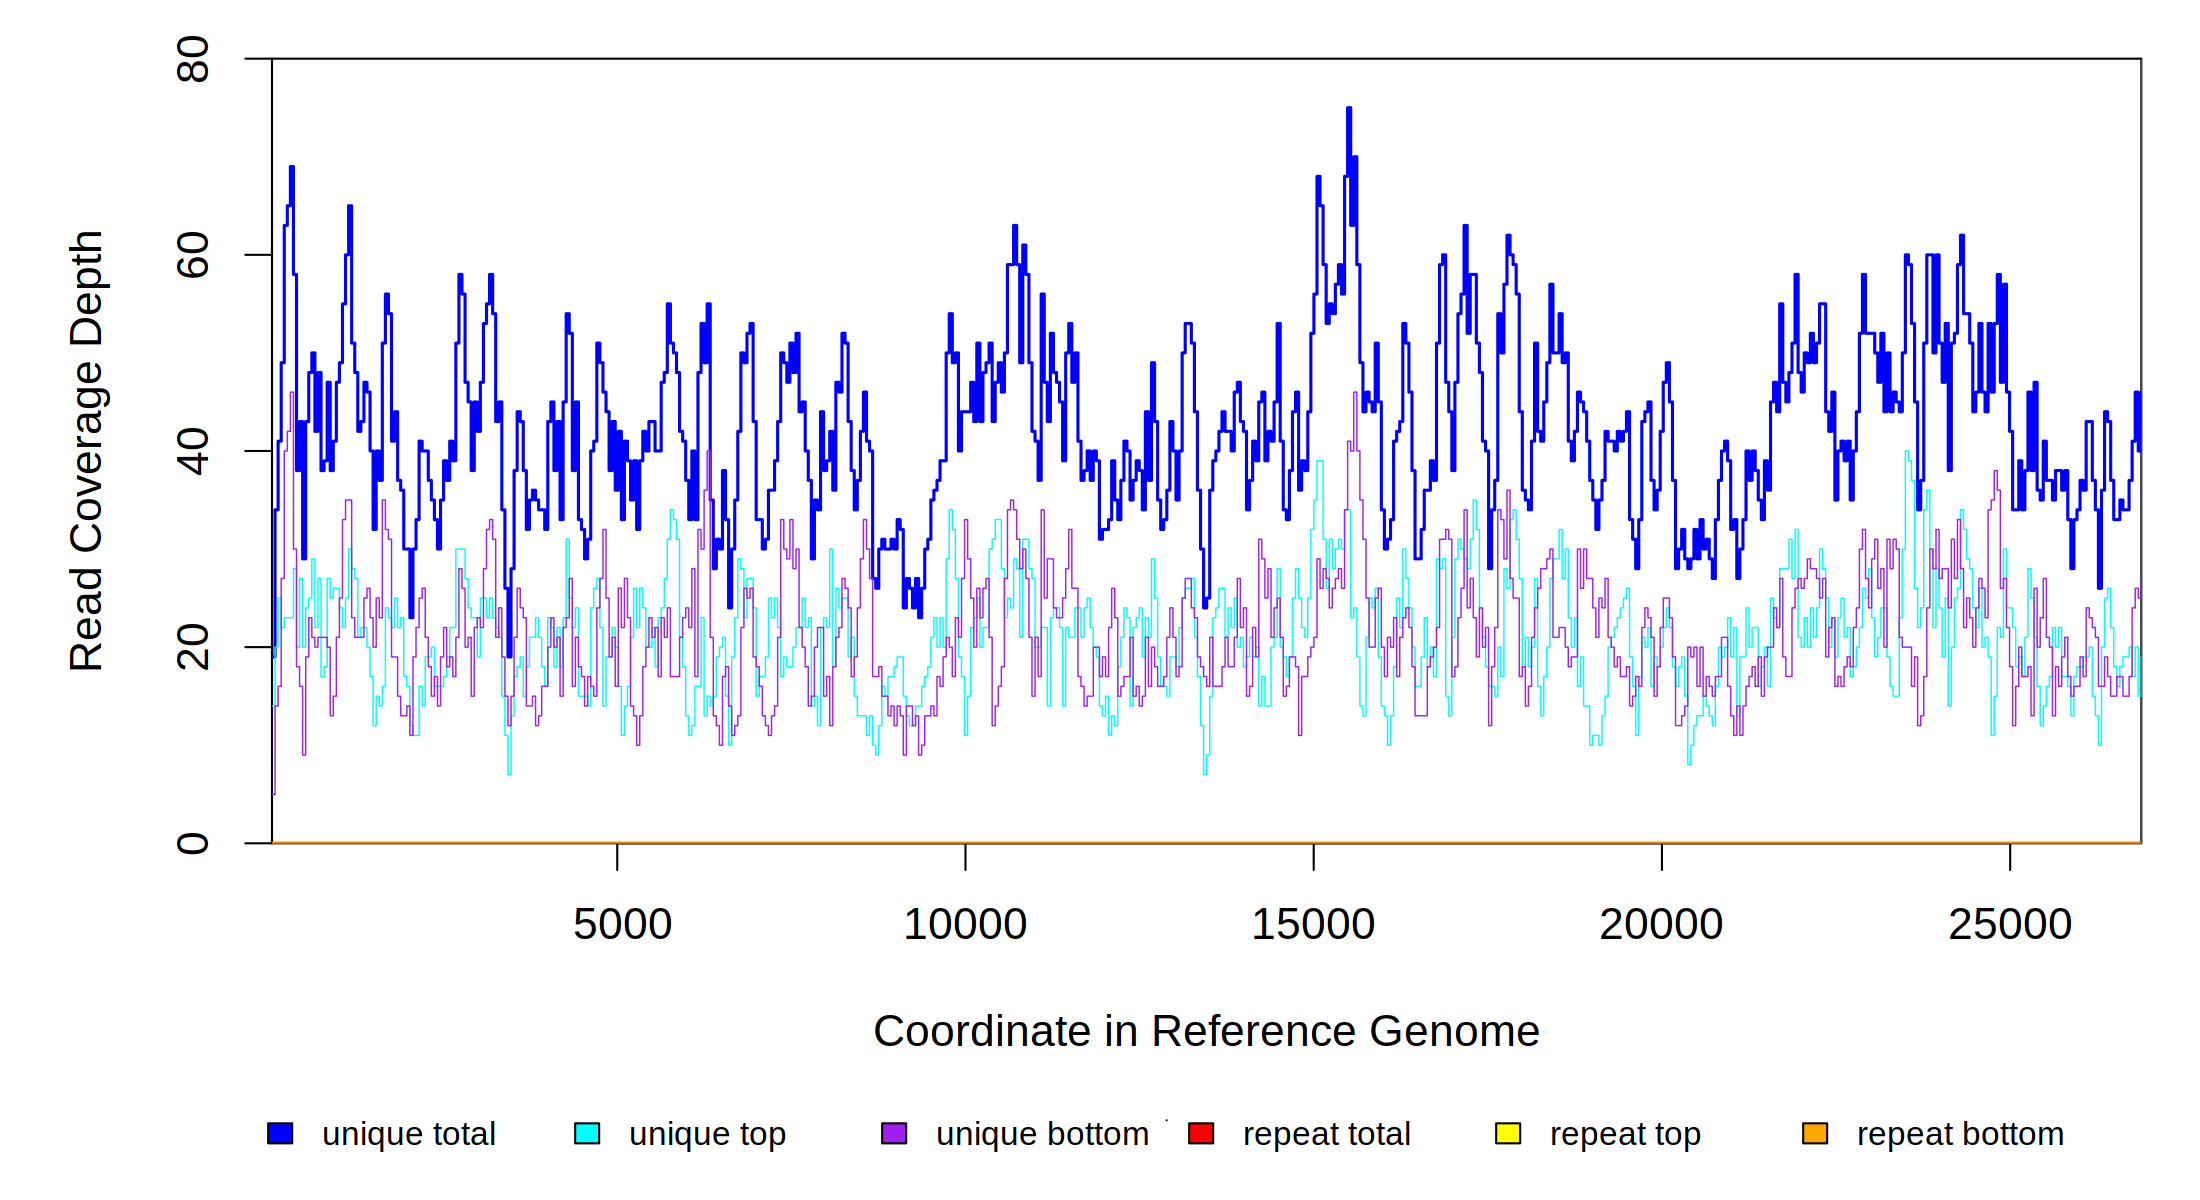 80
60
40
20
0
Read Coverage Depth
5000 10000 15000 20000 25000
Coordinate in Reference Genome
unique total unique top unique bottom repeat total repeat top repeat bottom